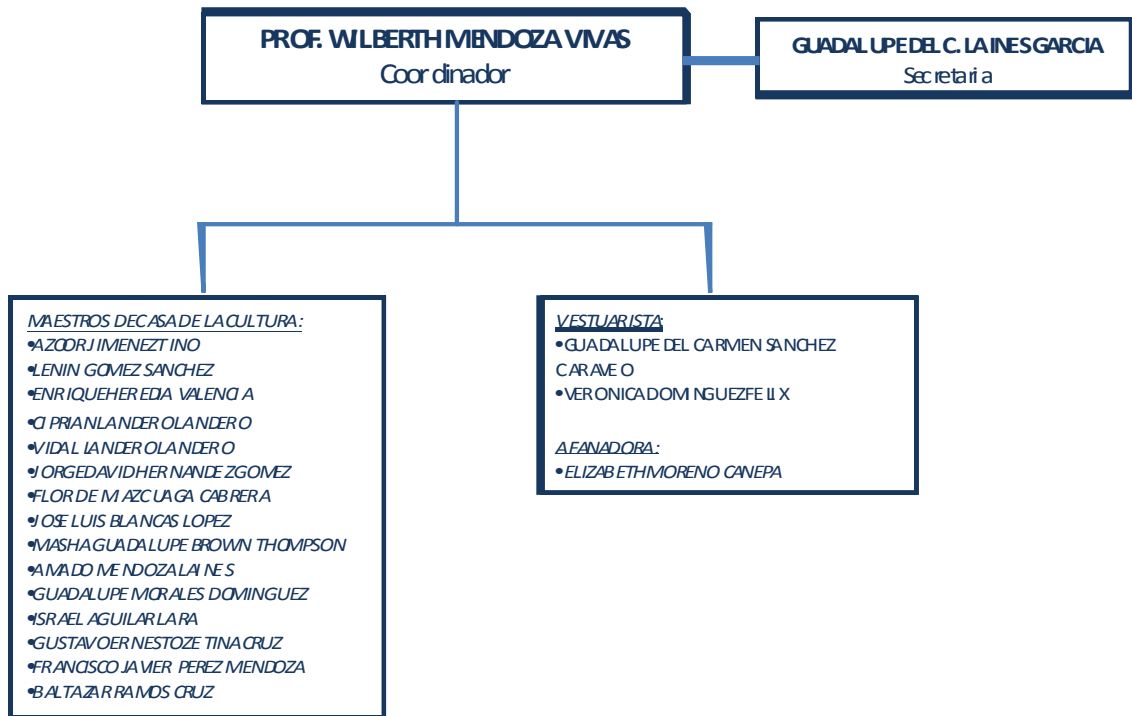 PROF. WILBERTH MENDOZA VIVAS
Coordinador
GUADALUPE DEL C. LAINES GARCIA
Secretaria
MAESTROS DE CASA DE LA CULTURA:
•AZOOR JIMENEZ TINO
•LENIN GOMEZ SANCHEZ
•ENRIQUE HEREDIA VALENCIA
•CIPRIAN LANDERO LANDERO
•VIDAL LANDERO LANDERO
•JORGE DAVID HERNANDEZ GOMEZ
•FLOR DE M AZCUAGA CABRERA
•JOSE LUIS BLANCAS LOPEZ
•MASHA GUADALUPE BROWN THOMPSON
•AMADO MENDOZA LAINES
•GUADALUPE MORALES DOMINGUEZ
•ISRAEL AGUILAR LARA
•GUSTAVO ERNESTO ZETINA CRUZ
•FRANCISCO JAVIER PEREZ MENDOZA
•BALTAZAR RAMOS CRUZ
VESTUARISTA:
•GUADALUPE DEL CARMEN SANCHEZ
CARAVEO
•VERONICA DOMINGUEZ FELIX
AFANADORA:
•ELIZABETH MORENO CANEPA